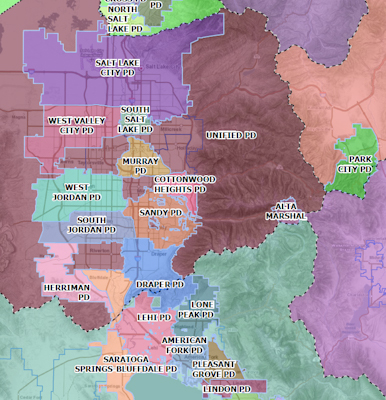 PD
NORTH
SALT
LAKE PD
PD
SALT LAKE
CITY PD
WEST VALLEY
CITY PD
SOUTH
SALT
LAKE PD
UNIFIED PD
MURRAY
PD
PARK
CITY PD
COTTONWOOD
HEIGHTS PD
WEST
JORDAN PD
SANDY PD
ALTA
MARSHAL
SOUTH
JORDAN PD
HERRIMAN
PD
DRAPER PD
LONE
PEAK PD
LEHI PD
AMERICAN
FORK PD
SARATOGA
SPRINGS-BLUFFDALE PD
PLEASANT
GROVE PD
LINDON PD